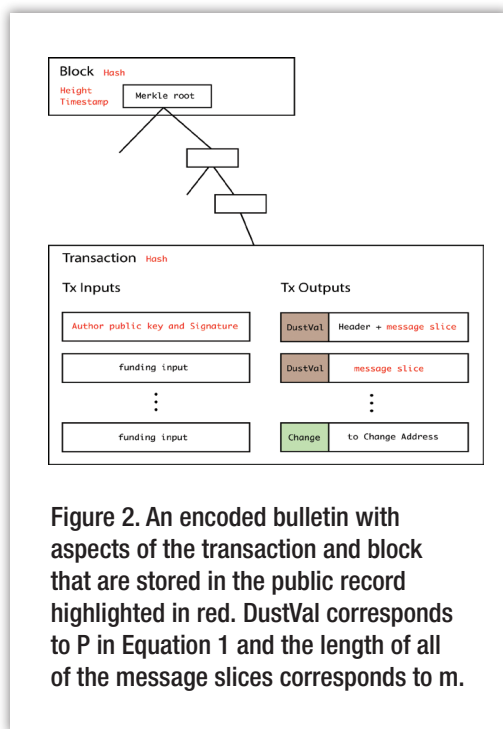 Block Hash
Height
Timestamp
Merkle root
Transaction Hash
Tx Inputs
Tx Outputs
Author public key and Signature
DustVal Header + message slice
funding input
DustVal message slice
funding input
Change to Change Address
Figure 2. An encoded bulletin with
aspects of the transaction and block
that are stored in the public record
highlighted in red. DustVal corresponds
to P in Equation 1 and the length of all
of the message slices corresponds to m.